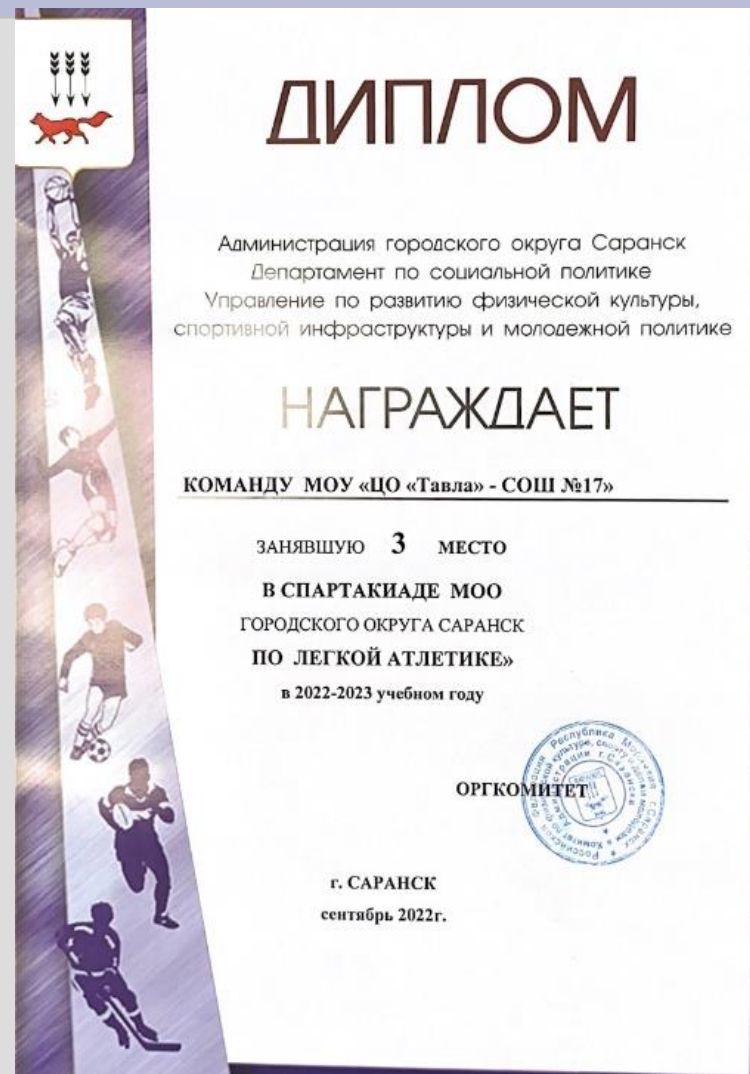 ДИПЛОМ
Администрация городского округа Саранск
Департамент по социальной политике
Управление по развитию физической культуры,
спортивной инфраструктуры и молодежной политике
НАГРАЖДАЕТ
КОМАНДУ МОУ «ЦО «Тавла» - СОШ №17»
ЗАНЯВШУЮ 3 МЕСТО
В СПАРТАКИАДЕ МОО
ГОРОДСКОГО ОКРУГА САРАНСК
ПО ЛЕГКОЙ АТЛЕТИКЕ»
в 2022-2023 учебном году
ОРГКОМИТЕТ
г. САРАНСК
сентябрь 2022г.